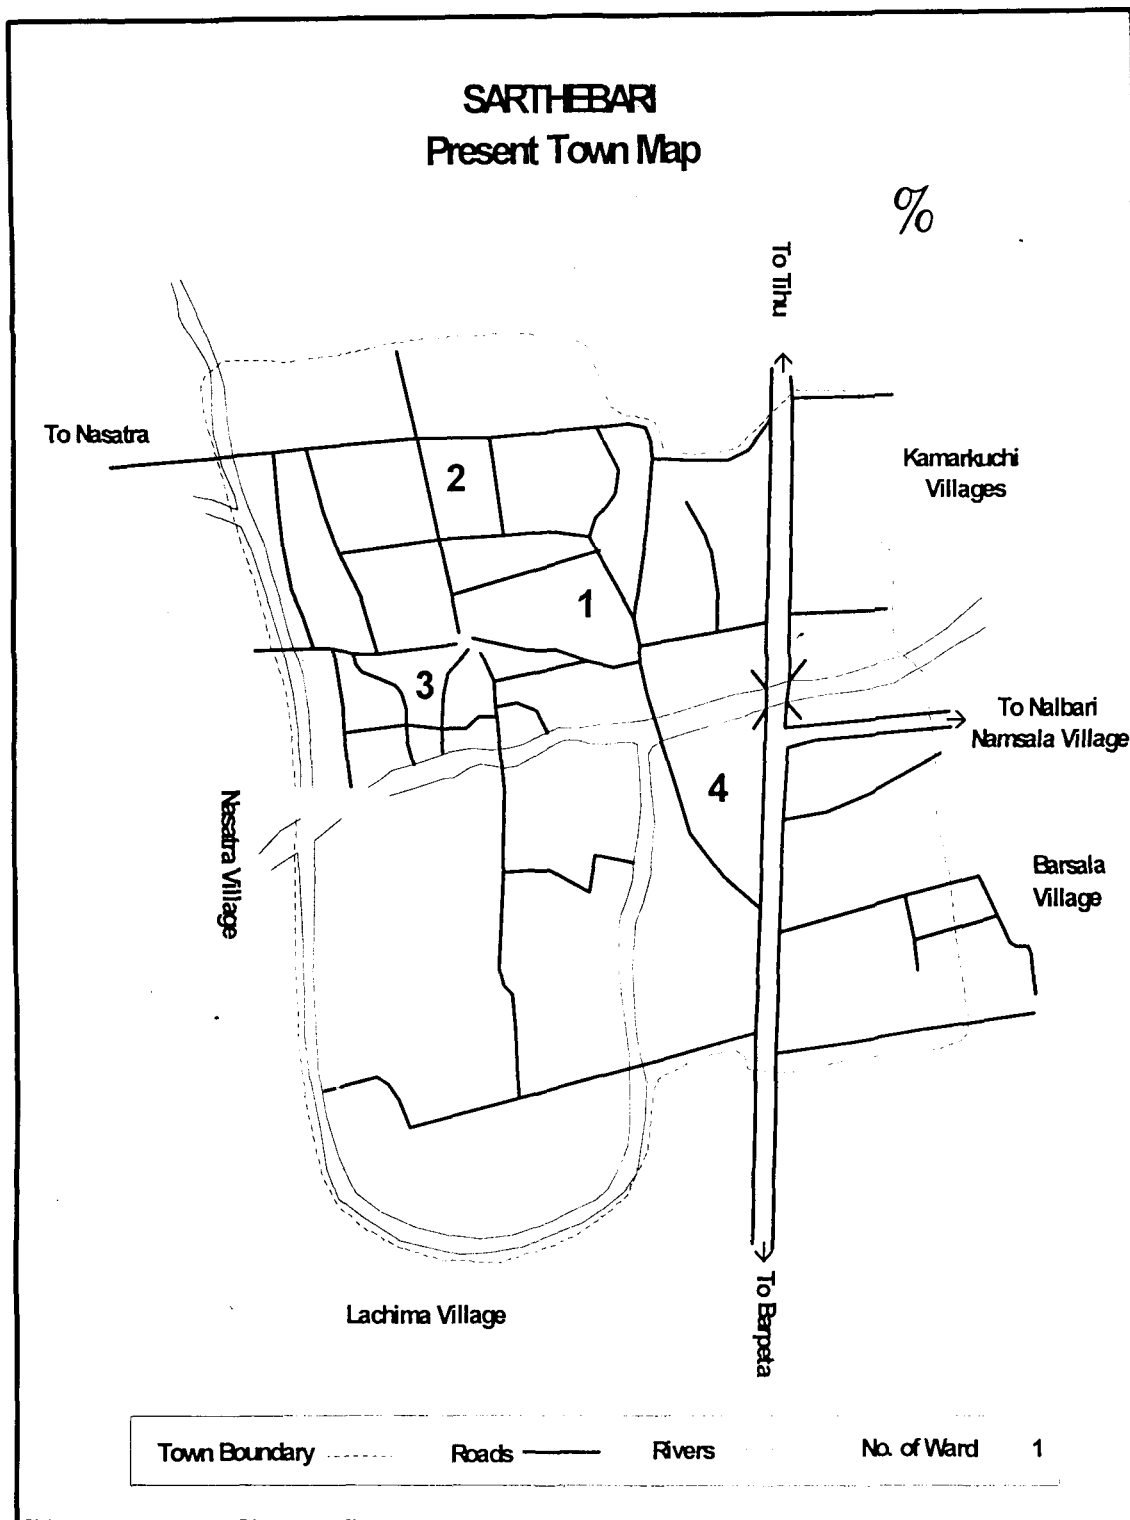 SARTHEBARI
Present Town Map
%
To Tihu
To Nasatra
Kamarkuchi
Villages
2
1
3
To Nalbari
Namsala Village
4
Nasatra Village
Barsala
Village
Lachima Village
To Barpeta
Town Boundary
Roads
Rivers
No. of Ward 1